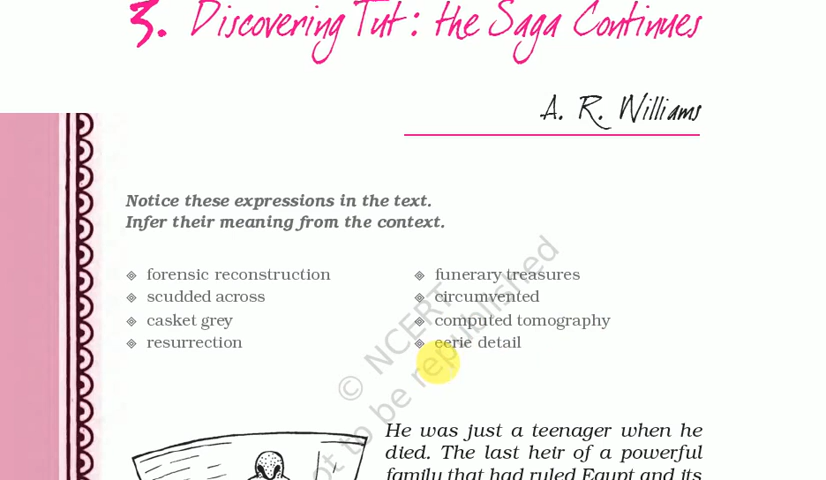 3. Discovering Tut : the Saga Continues
A. R. Williams
Notice these expressions in the text.
Infer their meaning from the context.
forensic reconstruction
scudded across
casket grey
resurrection
funerary treasures
circumvented
computed tomography
eerie detail
© NCERT
not to be republished
He was just a teenager when he
died. The last heir of a powerful
family that had ruled Egypt and its